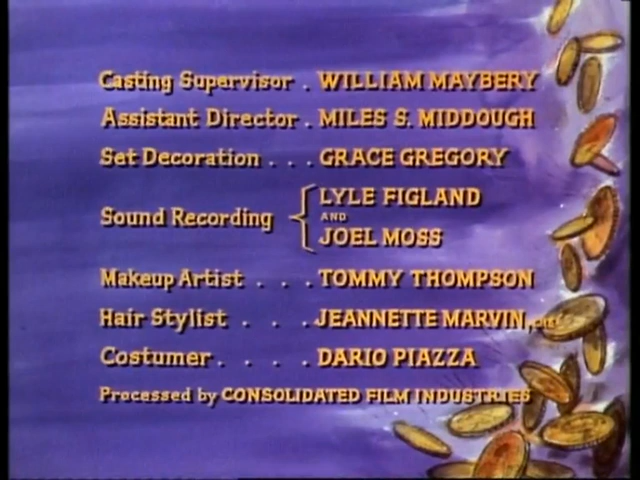 Casting Supervisor . WILLIAM MAYBERY
Assistant Director . MILES S. MIDDOUGH
Set Decoration . . . GRACE GREGORY
Sound Recording { LYLE FIGLAND
AND
JOEL MOSS
Makeup Artist . . . TOMMY THOMPSON
Hair Stylist . . . JEANNETTE MARVIN,
Costumer . . . . DARIO PIAZZA
Processed by CONSOLIDATED FILM INDUSTRIES